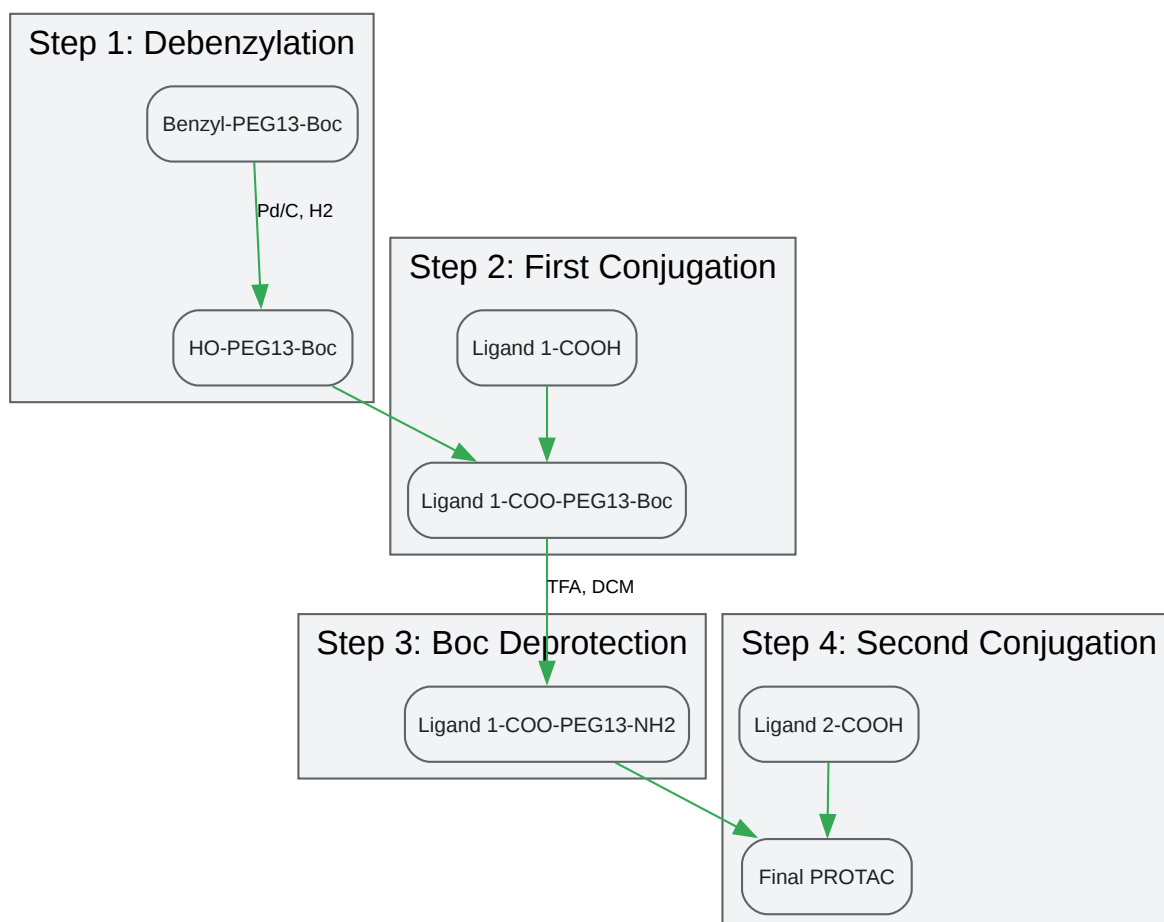 Step 1: Debenzylation
Benzyl-PEG13-Boc
Pd/C, H2
HO-PEG13-Boc
Step 2: First Conjugation
Ligand 1-COOH
Ligand 1-COO-PEG13-Boc
TFA, DCM
Step 3: Boc Deprotection
Ligand 1-COO-PEG13-NH2
Step 4: Second Conjugation
Ligand 2-COOH
Final PROTAC